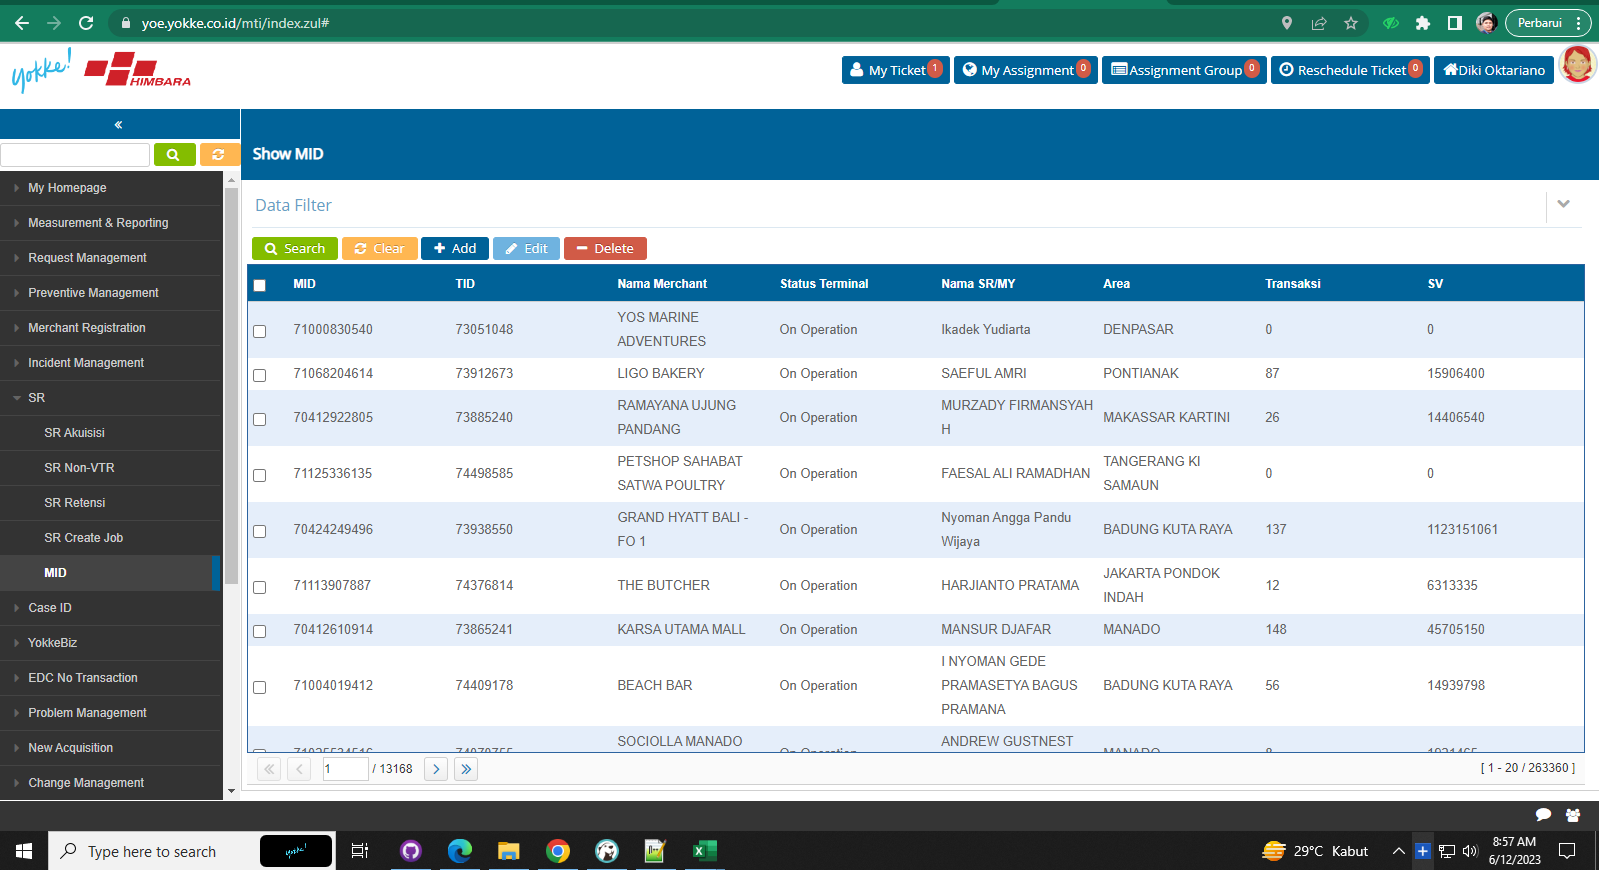 yoe.yokke.co.id/mti/index.zul#
Perbarui
yokke!
HIMBARA
My Ticket 1
My Assignment 0
Assignment Group 0
Reschedule Ticket 0
Diki Oktariano
«
Show MID
My Homepage
Measurement & Reporting
Request Management
Preventive Management
Merchant Registration
Incident Management
SR
SR Akuisisi
SR Non-VTR
SR Retensi
SR Create Job
MID
Case ID
YokkeBiz
EDC No Transaction
Problem Management
New Acquisition
Change Management
Data Filter
Search Clear Add Edit Delete
MID TID Nama Merchant Status Terminal Nama SR/MY Area Transaksi SV
71000830540 73051048 YOS MARINE ADVENTURES On Operation Ikadek Yudiarta DENPASAR 0 0
71068204614 73912673 LIGO BAKERY On Operation SAEFUL AMRI PONTIANAK 87 15906400
70412922805 73885240 RAMAYANA UJUNG PANDANG On Operation MURZADY FIRMANSYAH H MAKASSAR KARTINI 26 14406540
71125336135 74498585 PETSHOP SAHABAT SATWA POULTRY On Operation FAESAL ALI RAMADHAN TANGERANG KI SAMAUN 0 0
70424249496 73938550 GRAND HYATT BALI - FO 1 On Operation Nyoman Angga Pandu Wijaya BADUNG KUTA RAYA 137 1123151061
71113907887 74376814 THE BUTCHER On Operation HARJIANTO PRATAMA JAKARTA PONDOK INDAH 12 6313335
70412610914 73865241 KARSA UTAMA MALL On Operation MANSUR DJAFAR MANADO 148 45705150
71004019412 74409178 BEACH BAR On Operation I NYOMAN GEDE PRAMASETYA BAGUS PRAMANA BADUNG KUTA RAYA 56 14939798
SOCIOLLA MANADO On Operation ANDREW GUSTNEST MANADO
1 / 13168
[ 1 - 20 / 263360 ]
Type here to search
yokke!
29°C Kabut
8:57 AM
6/12/2023